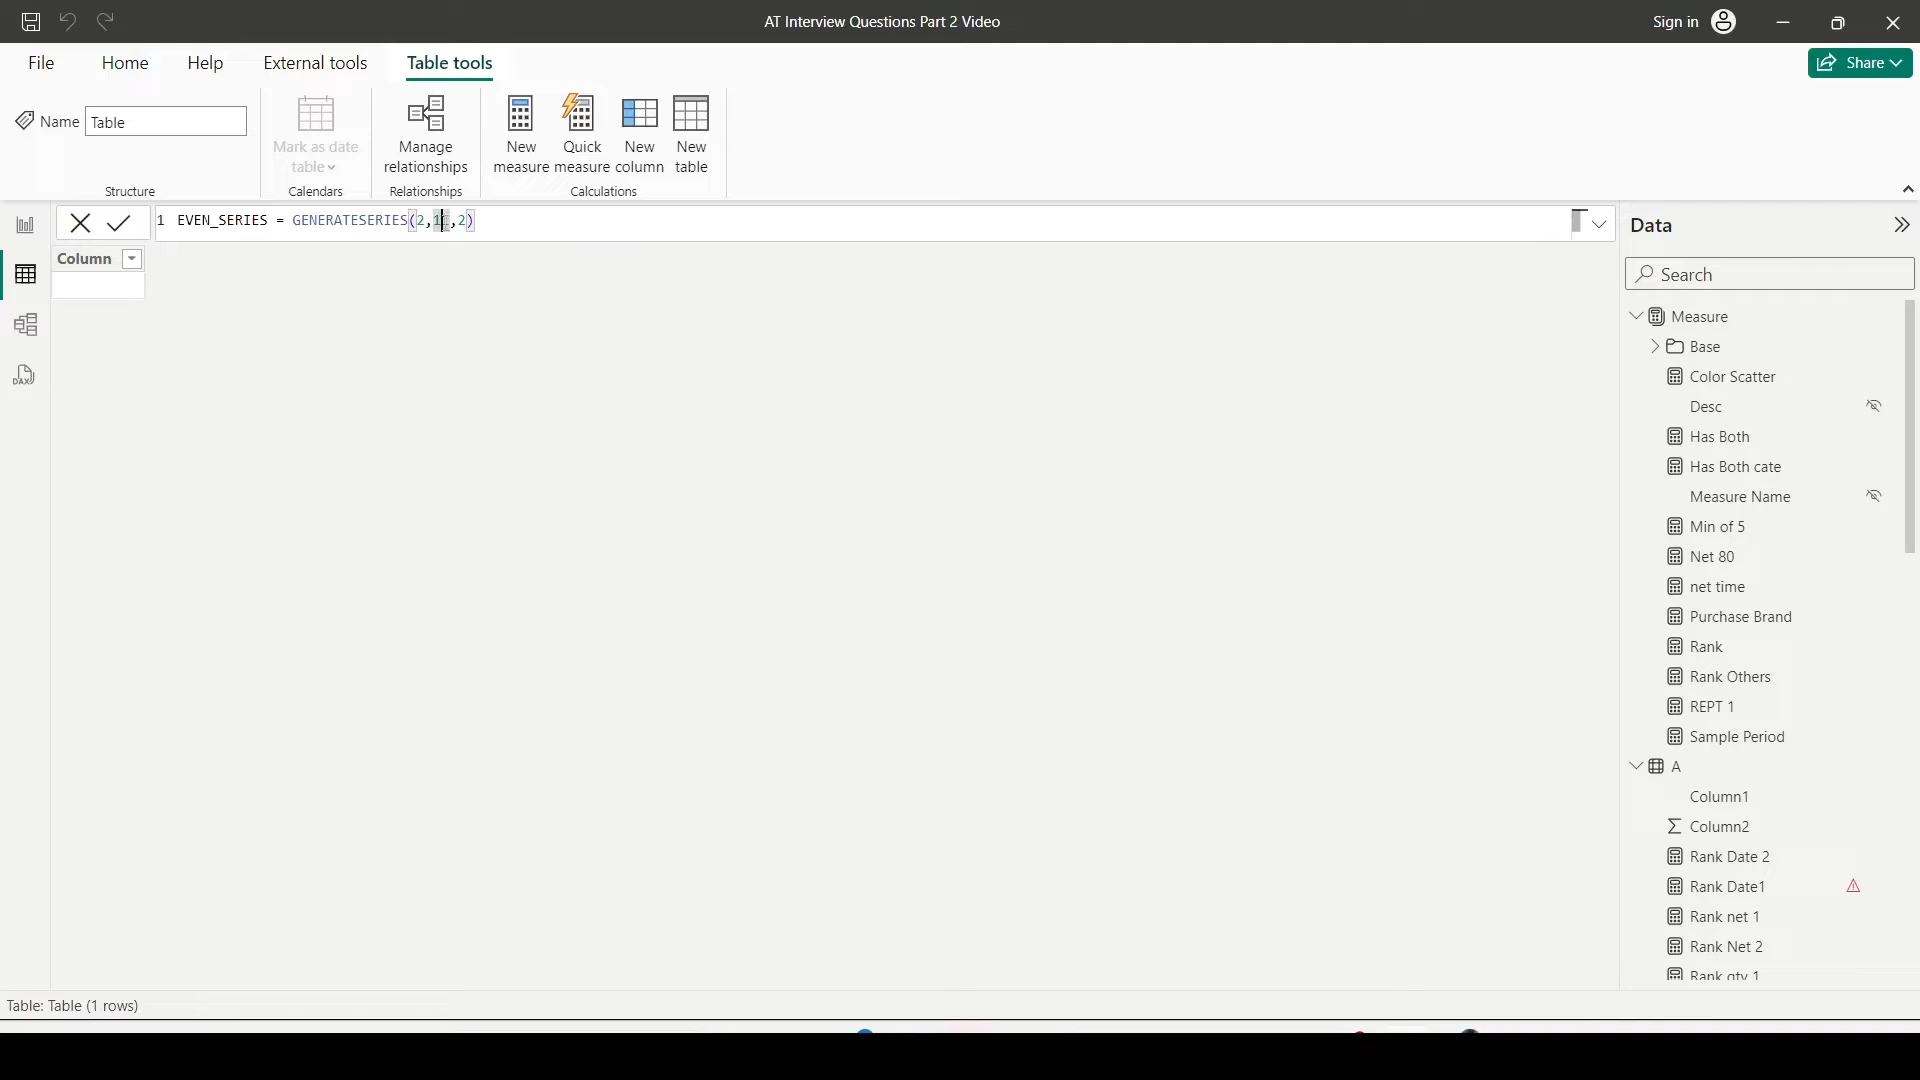 AT Interview Questions Part 2 Video
Sign in
File
Home
Help
External tools
Table tools
Share
Name
Table
Mark as date
table
Manage
relationships
New
measure
Quick
measure
New
column
New
table
Structure
Calendars
Relationships
Calculations
1 EVEN_SERIES = GENERATESERIES(2,
,2)
Column
DAX
Data
Search
Measure
Base
Color Scatter
Desc
Has Both
Has Both cate
Measure Name
Min of 5
Net 80
net time
Purchase Brand
Rank
Rank Others
REPT 1
Sample Period
A
Column1
Column2
Rank Date 2
Rank Date1
Rank net 1
Rank Net 2
Rank qty 1
Table: Table (1 rows)